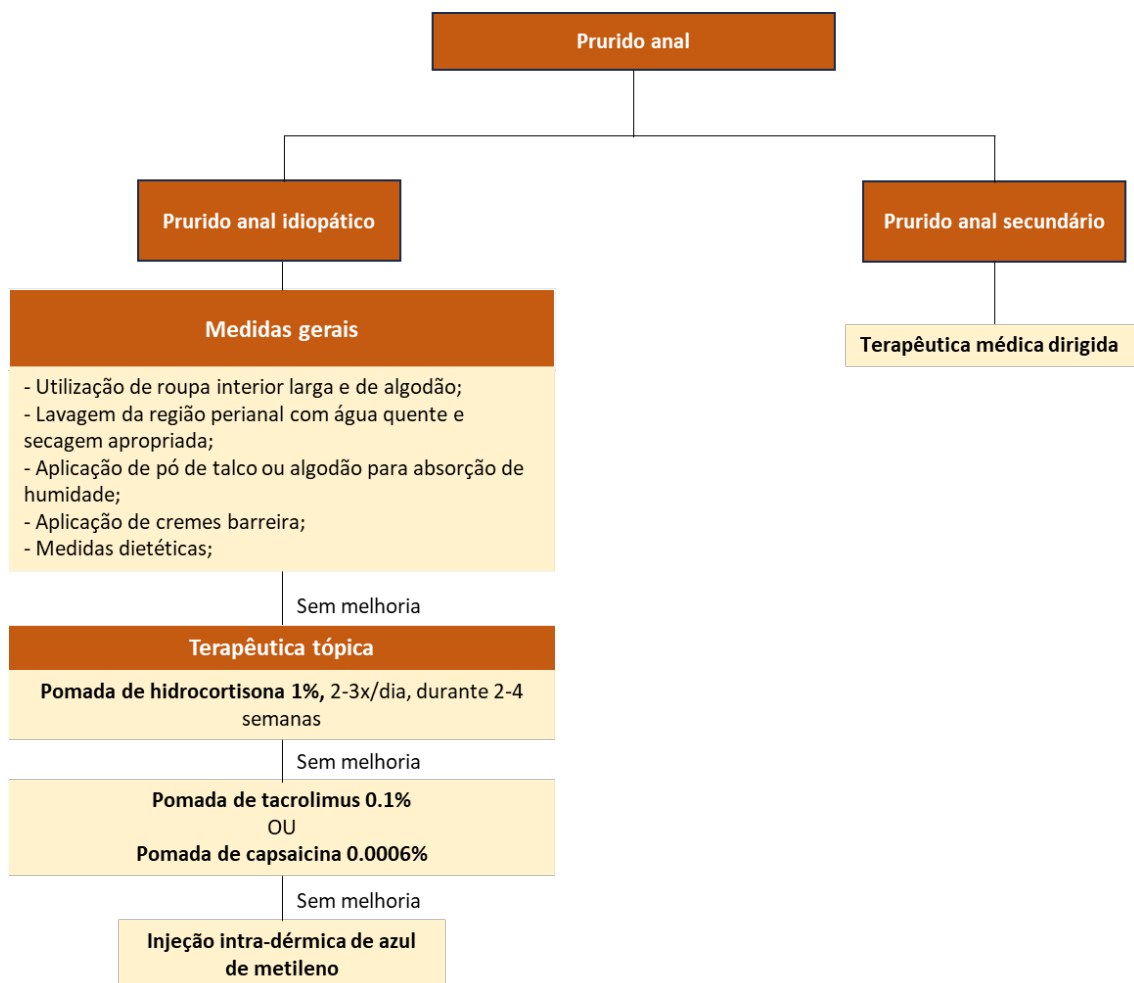 Prurido anal
Prurido anal idiopático
Prurido anal secundário
Medidas gerais
Terapêutica médica dirigida
- Utilização de roupa interior larga e de algodão;
- Lavagem da região perianal com água quente e
secagem apropriada;
- Aplicação de pó de talco ou algodão para absorção de
humidade;
- Aplicação de cremes barreira;
- Medidas dietéticas;
Sem melhoria
Terapêutica tópica
Pomada de hidrocortisona 1%, 2-3x/dia, durante 2-4
semanas
Sem melhoria
Pomada de tacrolimus 0.1%
OU
Pomada de capsaicina 0.0006%
Sem melhoria
Injeção intra-dérmica de azul
de metileno